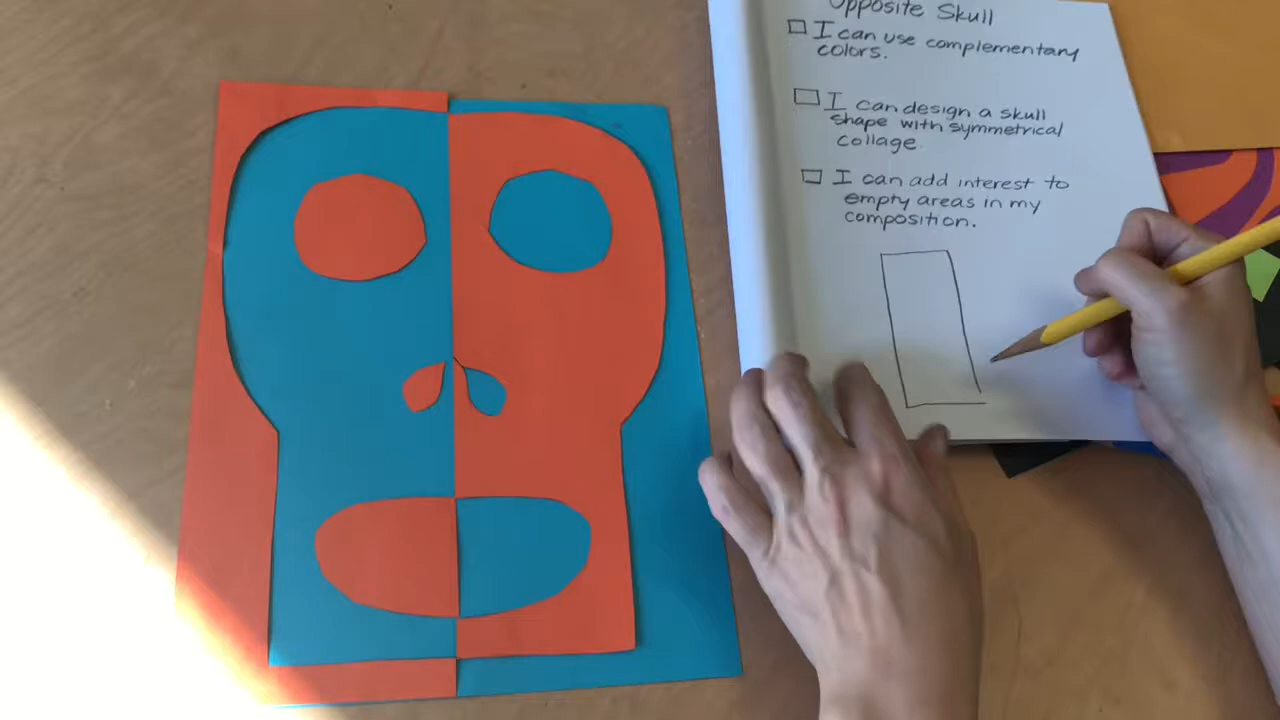 Opposite Skull
I can use complementary
colors.
I can design a skull
shape with symmetrical
collage.
I can add interest to
empty areas in my
composition.